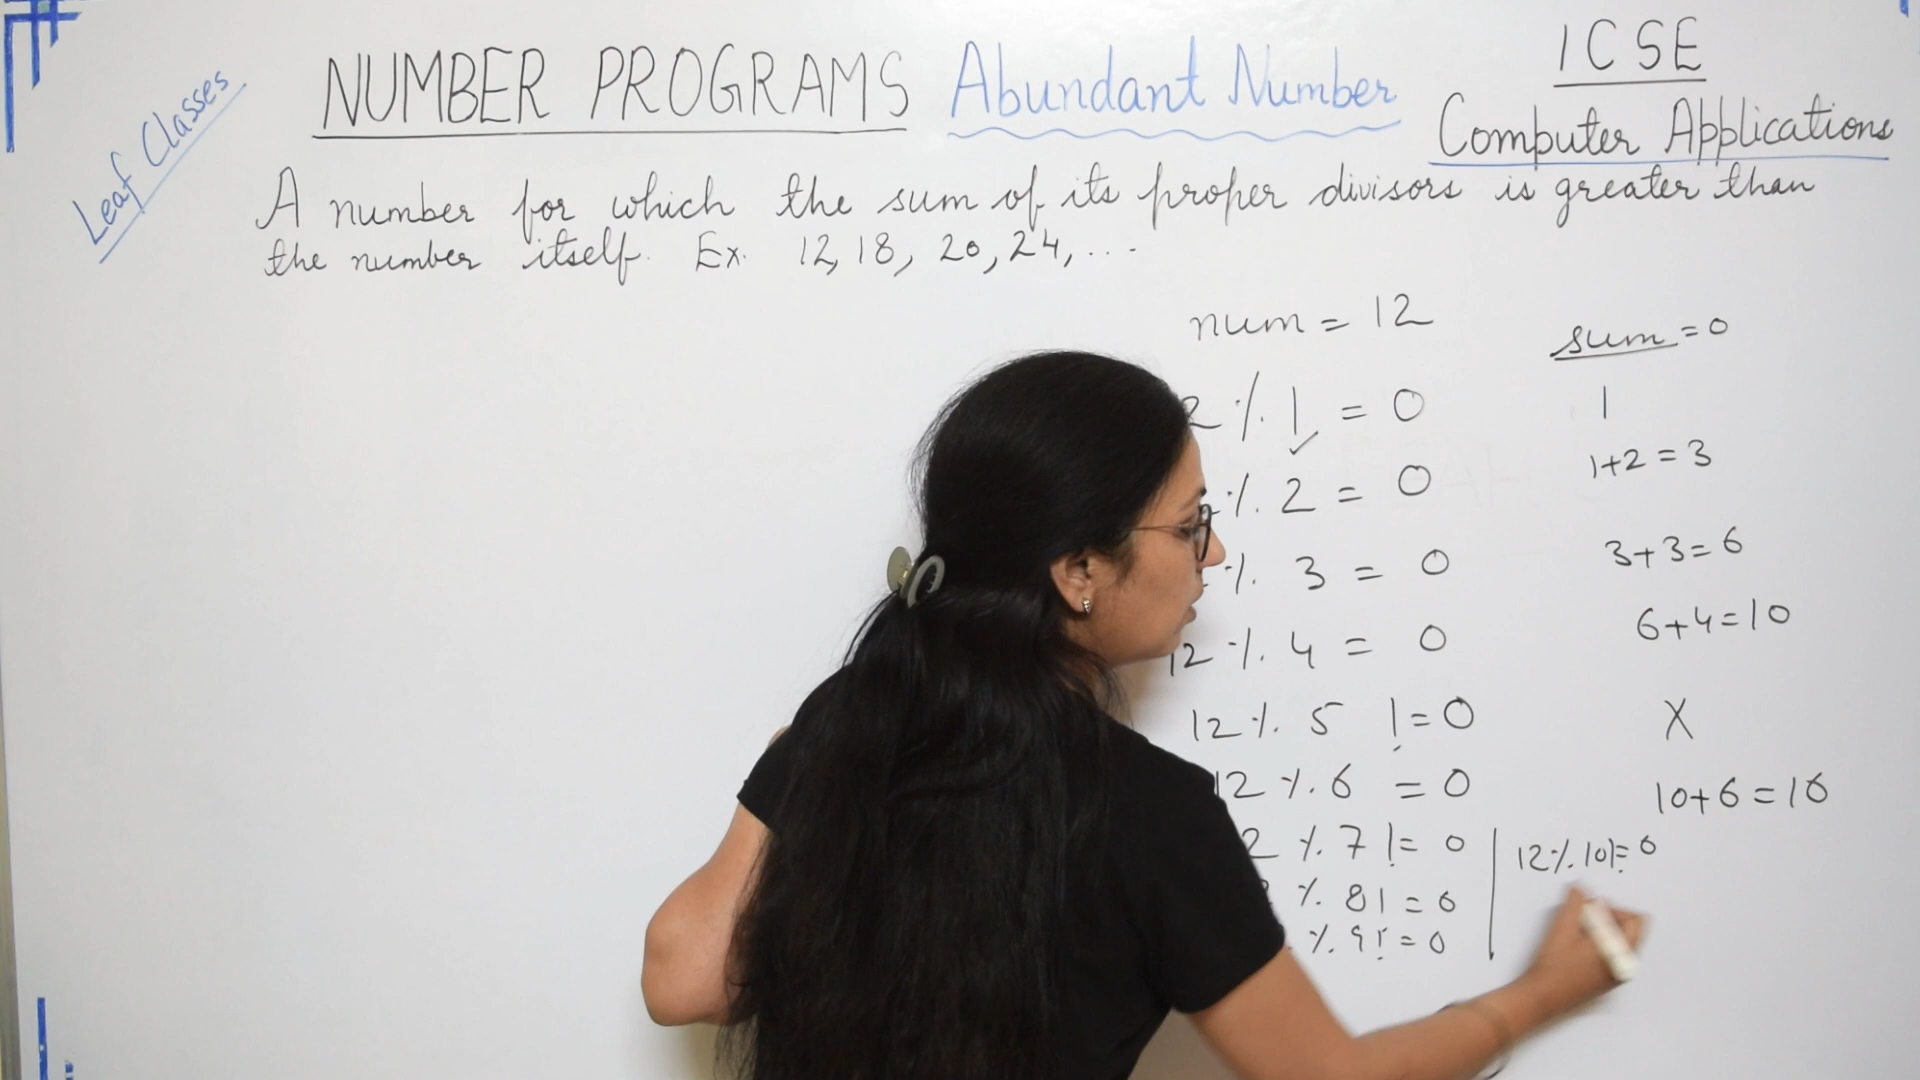 Leaf Classes
NUMBER PROGRAMS Abundant Number
ICSE
Computer Applications
A number for which the sum of its proper divisors is greater than
the number itself. Ex. 12, 18, 20, 24, ...
num = 12
sum = 0
2 % 1 = 0
1
% 2 = 0
1+2 = 3
% 3 = 0
3+3=6
12 % 4 = 0
6+4=10
12 % 5 != 0
X
12 % 6 = 0
10+6=16
2 % 7 != 0
12 % 10 != 0
% 8 != 0
% 9 != 0